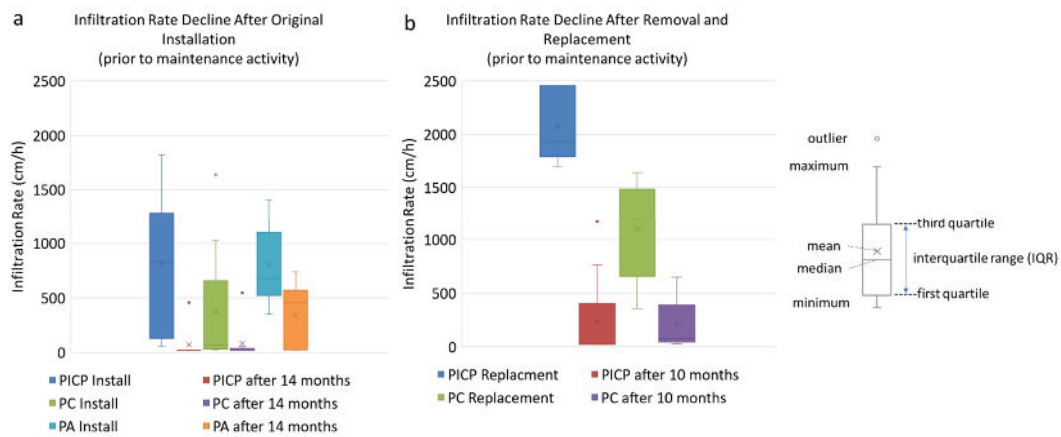 a
Infiltration Rate Decline After Original
Installation
(prior to maintenance activity)
Infiltration Rate (cm/h)
2500
2000
1500
1000
500
0
PICP Install
PICP after 14 months
PC Install
PC after 14 months
PA Install
PA after 14 months
b
Infiltration Rate Decline After Removal and
Replacement
(prior to maintenance activity)
Infiltration Rate (cm/h)
2500
2000
1500
1000
500
0
PICP Replacment
PICP after 10 months
PC Replacement
PC after 10 months
outlier
maximum
third quartile
mean
interquartile range (IQR)
median
first quartile
minimum